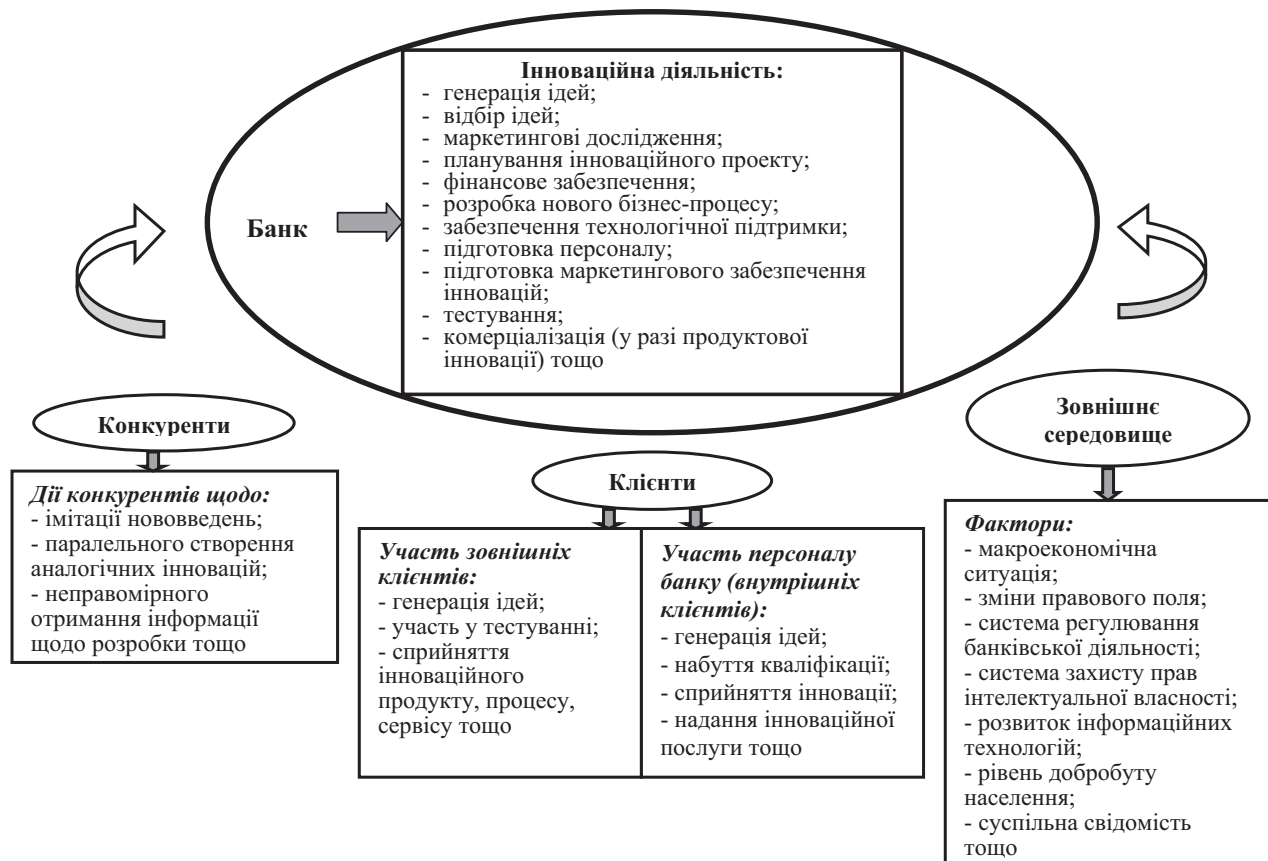 Інноваційна діяльність:
- генерація ідей;
- відбір ідей;
- маркетингові дослідження;
- планування інноваційного проекту;
- фінансове забезпечення;
- розробка нового бізнес-процесу;
- забезпечення технологічної підтримки;
- підготовка персоналу;
- підготовка маркетингового забезпечення
інновацій;
- тестування;
- комерціалізація (у разі продуктової
інновації) тощо
Банк
Конкуренти
Дії конкурентів щодо:
- імітації нововведень;
- паралельного створення
аналогічних інновацій;
- неправомірного
отримання інформації
щодо розробки тощо
Клієнти
Участь зовнішніх
клієнтів:
- генерація ідей;
- участь у тестуванні;
- сприйняття
інноваційного
продукту, процесу,
сервісу тощо
Участь персоналу
банку (внутрішніх
клієнтів):
- генерація ідей;
- набуття кваліфікації;
- сприйняття інновації;
- надання інноваційної
послуги тощо
Зовнішнє
середовище
Фактори:
- макроекономічна
ситуація;
- зміни правового поля;
- система регулювання
банківської діяльності;
- система захисту прав
інтелектуальної власності;
- розвиток інформаційних
технологій;
- рівень добробуту
населення;
- суспільна свідомість
тощо